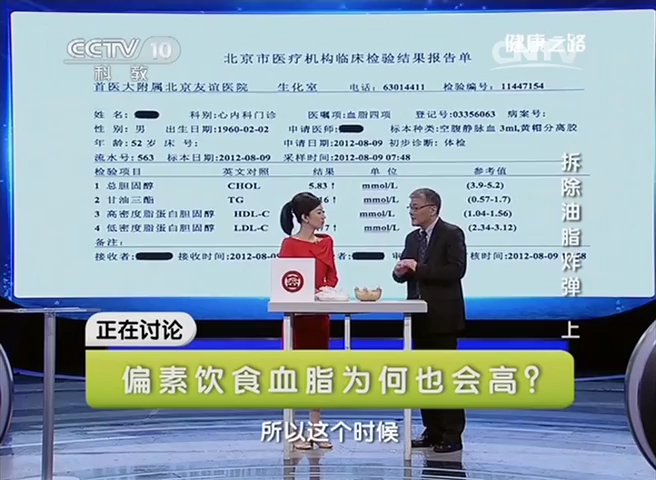 CCTV 10
科教
健康之路
CNTV
北京市医疗机构临床检验结果报告单
首医大附属北京友谊医院 生化室 电话: 63014411 检验编号: 11447154
姓名: 科别:心内科门诊 医嘱项:血脂四项 登记号:03356063 病案号:
性别: 男 出生日期:1960-02-02 申请医师: 标本种类:空腹静脉血 3ml,黄帽分离胶
年龄: 52 岁 床号: 申请日期:2012-08-09 初步诊断: 体检
流水号: 563 标本日期:2012-08-09 采样时间:2012-08-09 07:48
检验项目 英文对照 结果 单位 参考值
1 总胆固醇 CHOL 5.83↑ mmol/L (3.9-5.2)
2 甘油三酯 TG 6↑ mmol/L (0.57-1.7)
3 高密度脂蛋白胆固醇 HDL-C mmol/L (1.04-1.56)
4 低密度脂蛋白胆固醇 LDL-C 7↑ mmol/L (2.34-3.12)
备注:
接收者: 接收时间:2012-08-09 审 核时间:2012-08-09 58
拆除油脂炸弹 上
正在讨论
偏素饮食血脂为何也会高?
所以这个时候